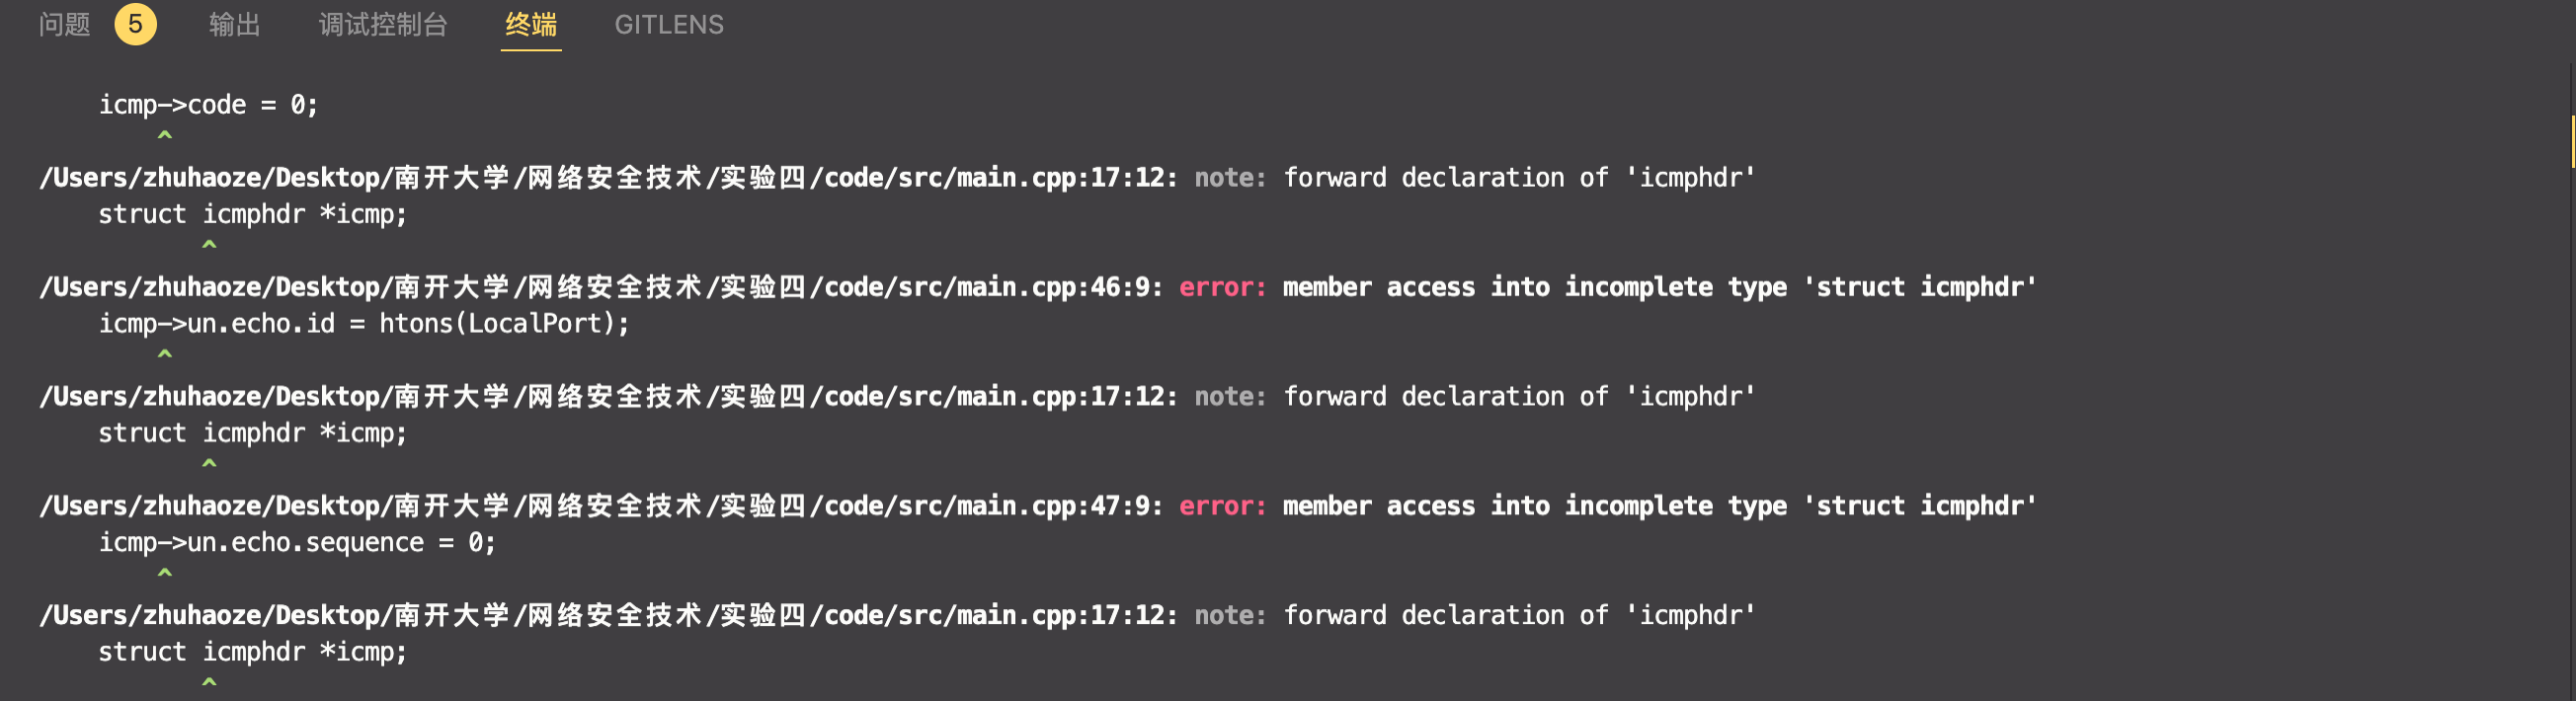 问题 5 输出 调试控制台 终端 GITLENS
icmp->code = 0;
^
/Users/zhuhaoze/Desktop/南开大学/网络安全技术/实验四/code/src/main.cpp:17:12: note: forward declaration of 'icmphdr'
struct icmphdr *icmp;
^
/Users/zhuhaoze/Desktop/南开大学/网络安全技术/实验四/code/src/main.cpp:46:9: error: member access into incomplete type 'struct icmphdr'
icmp->un.echo.id = htons(LocalPort);
^
/Users/zhuhaoze/Desktop/南开大学/网络安全技术/实验四/code/src/main.cpp:17:12: note: forward declaration of 'icmphdr'
struct icmphdr *icmp;
^
/Users/zhuhaoze/Desktop/南开大学/网络安全技术/实验四/code/src/main.cpp:47:9: error: member access into incomplete type 'struct icmphdr'
icmp->un.echo.sequence = 0;
^
/Users/zhuhaoze/Desktop/南开大学/网络安全技术/实验四/code/src/main.cpp:17:12: note: forward declaration of 'icmphdr'
struct icmphdr *icmp;
^